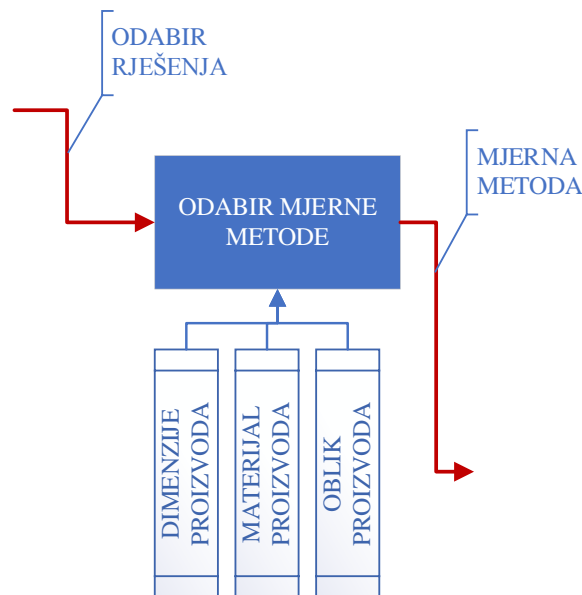 ODABIR
RJEŠENJA
MJERNA
METODA
ODABIR MJERNE
METODE
DIMENZIJE
PROIZVODA
MATERIJAL
PROIZVODA
OBLIK
PROIZVODA